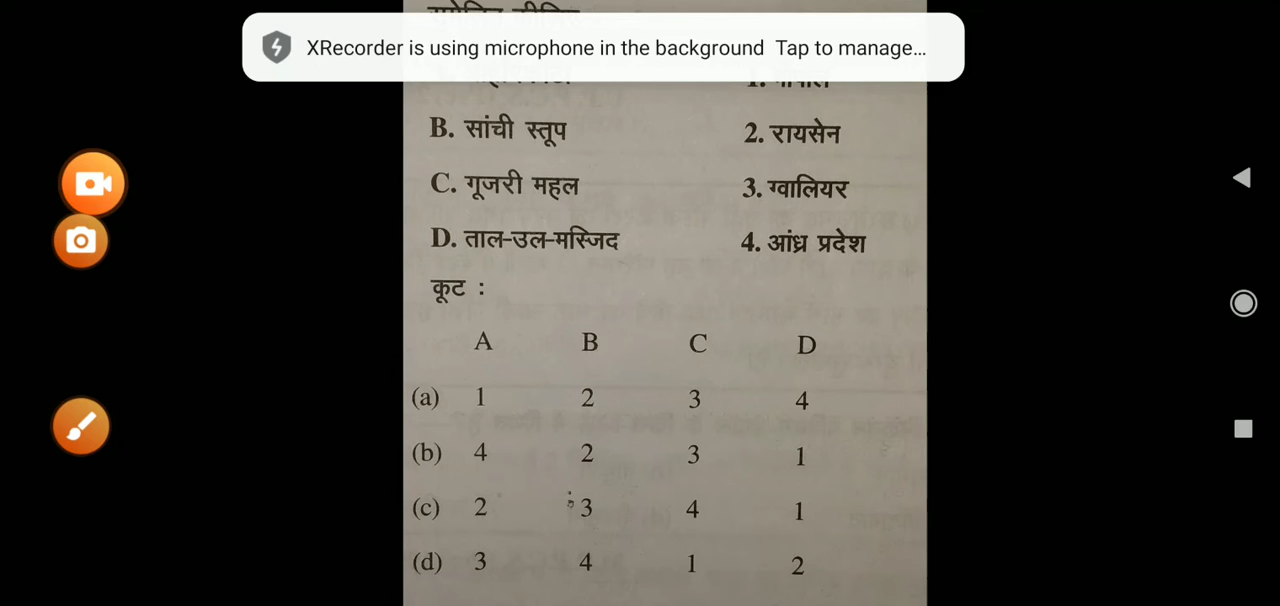 XRecorder is using microphone in the background Tap to manage...
B. सांची स्तूप 2. रायसेन
C. गूजरी महल 3. ग्वालियर
D. ताल-उल-मस्जिद 4. आंध्र प्रदेश
कूट :
A B C D
(a) 1 2 3 4
(b) 4 2 3 1
(c) 2 3 4 1
(d) 3 4 1 2